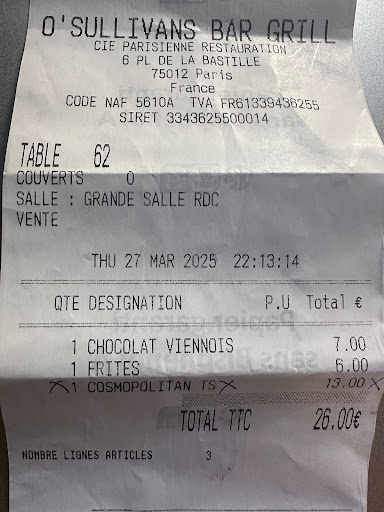 O'SULLIVANS BAR GRILL
CIE PARISIENNE RESTAURATION
6 PL DE LA BASTILLE
75012 Paris
France
CODE NAF 5610A TVA FR61339436255
SIRET 3343625500014
TABLE 62
COUVERTS 0
SALLE : GRANDE SALLE RDC
VENTE
THU 27 MAR 2025 22:13:14
QTE DESIGNATION P.U Total €
1 CHOCOLAT VIENNOIS 7.00
1 FRITES 6.00
X1 COSMOPOLITAN TS X 13.00 X
TOTAL TTC 26.00€
NOMBRE LIGNES ARTICLES 3